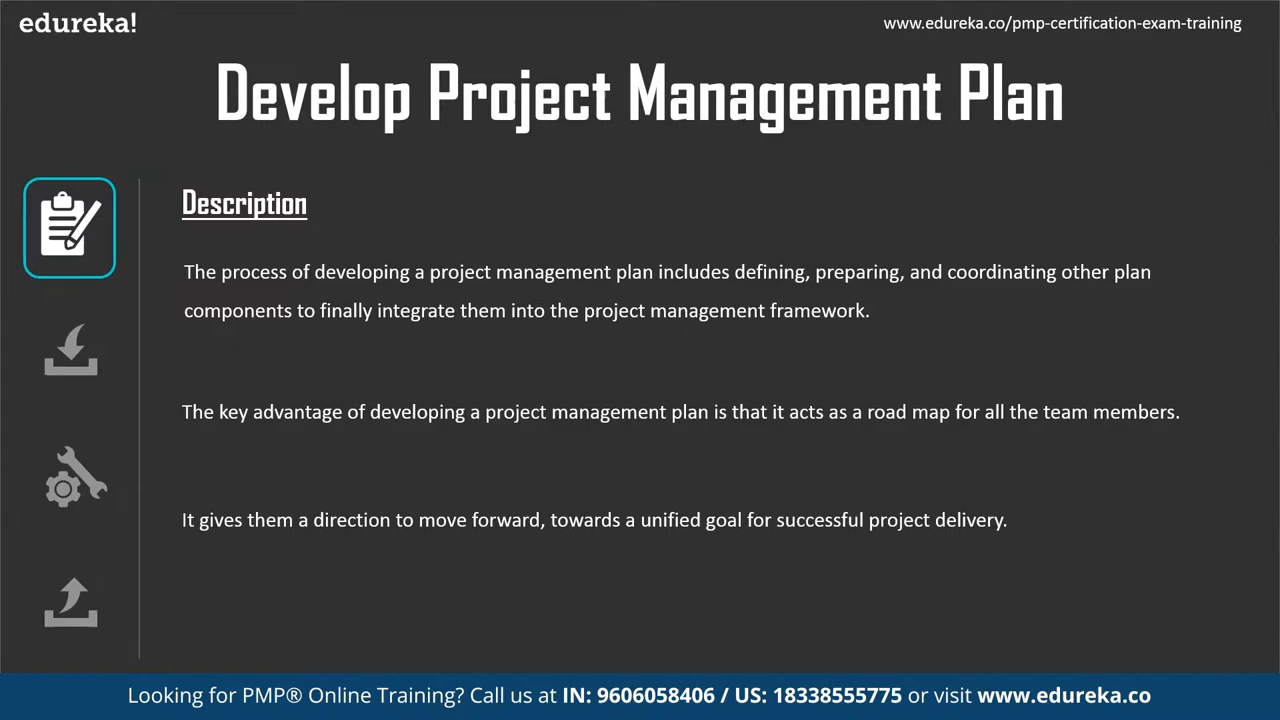 edureka!
www.edureka.co/pmp-certification-exam-training
Develop Project Management Plan
Description
The process of developing a project management plan includes defining, preparing, and coordinating other plan
components to finally integrate them into the project management framework.
The key advantage of developing a project management plan is that it acts as a road map for all the team members.
It gives them a direction to move forward, towards a unified goal for successful project delivery.
Looking for PMP® Online Training? Call us at IN: 9606058406 / US: 18338555775 or visit www.edureka.co